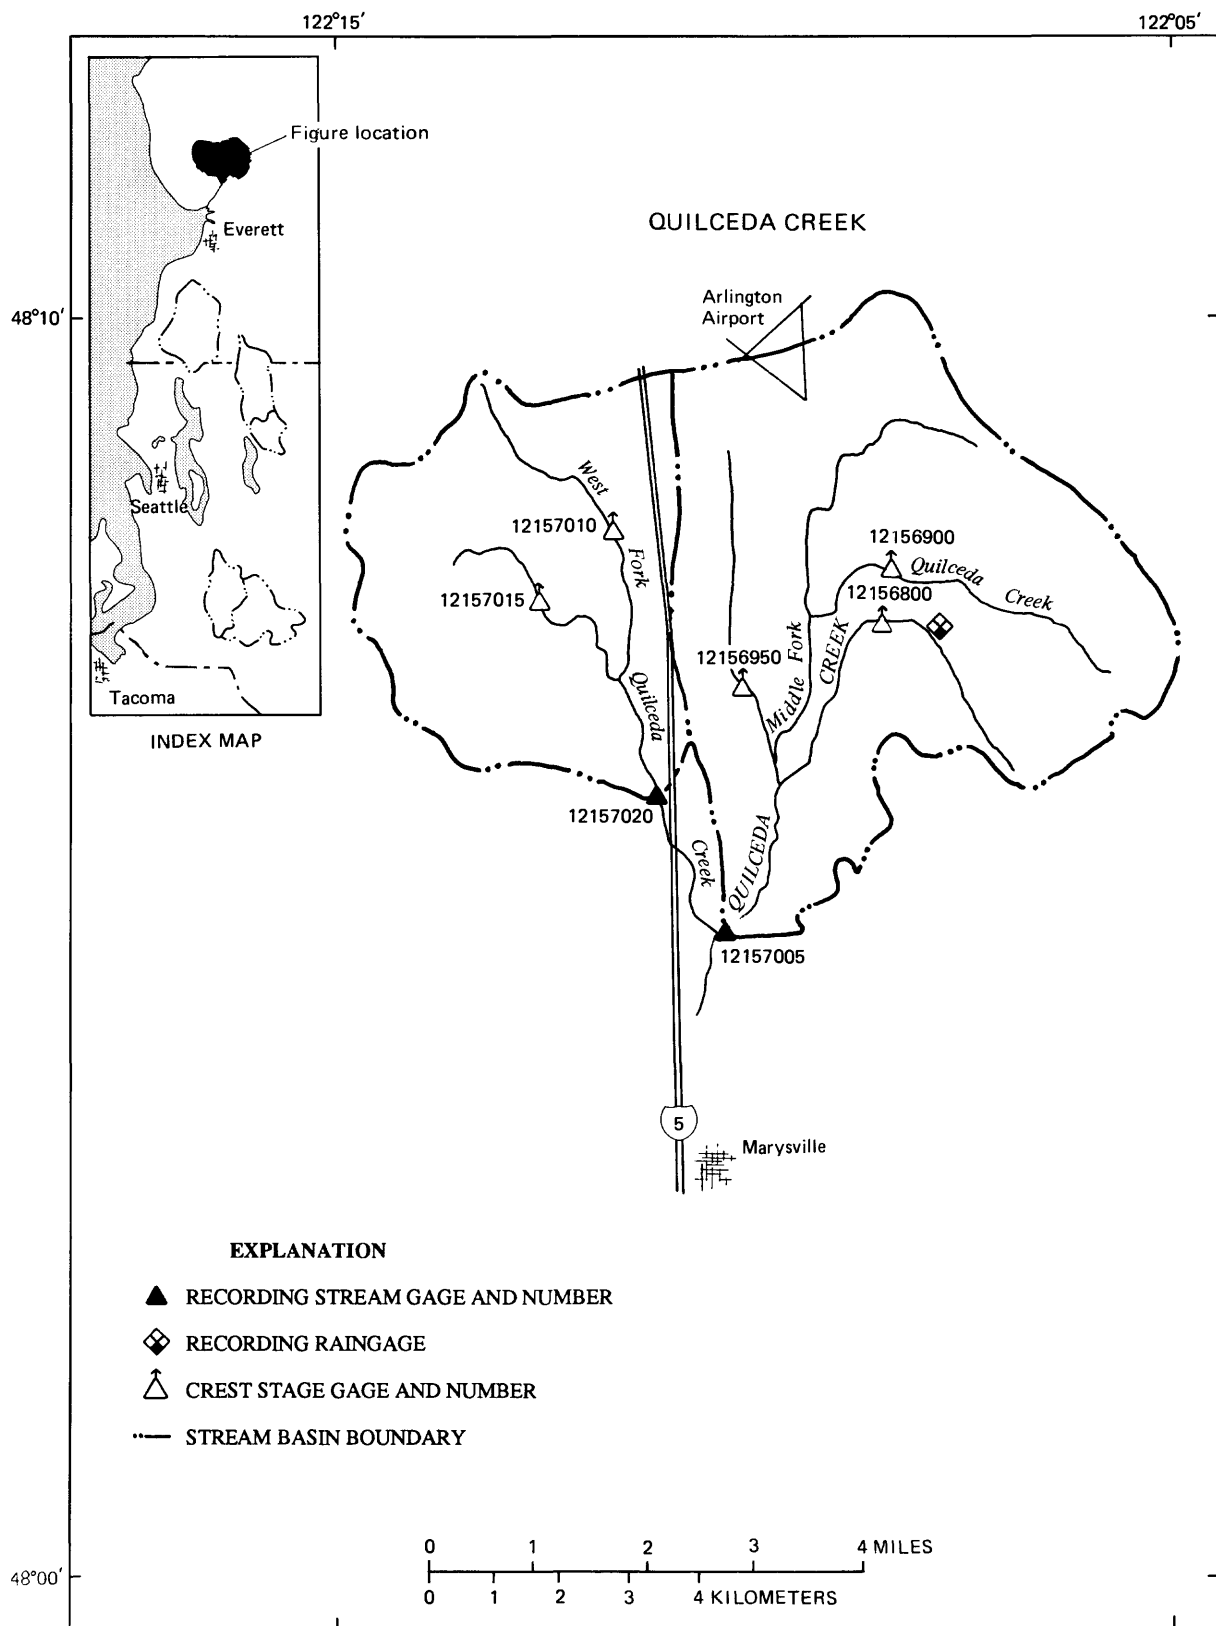 122°15'
122°05'
Figure location
Everett
Seattle
Tacoma
INDEX MAP
QUILCEDA CREEK
48°10'
Arlington
Airport
West
Fork
Quilceda
Creek
12157010
12157015
12156900
Quilceda
Creek
12156800
12156950
Middle Fork
QUILCEDA
CREEK
12157020
12157005
5
Marysville
EXPLANATION
RECORDING STREAM GAGE AND NUMBER
RECORDING RAINGAGE
CREST STAGE GAGE AND NUMBER
STREAM BASIN BOUNDARY
0 1 2 3 4 MILES
0 1 2 3 4 KILOMETERS
48°00'